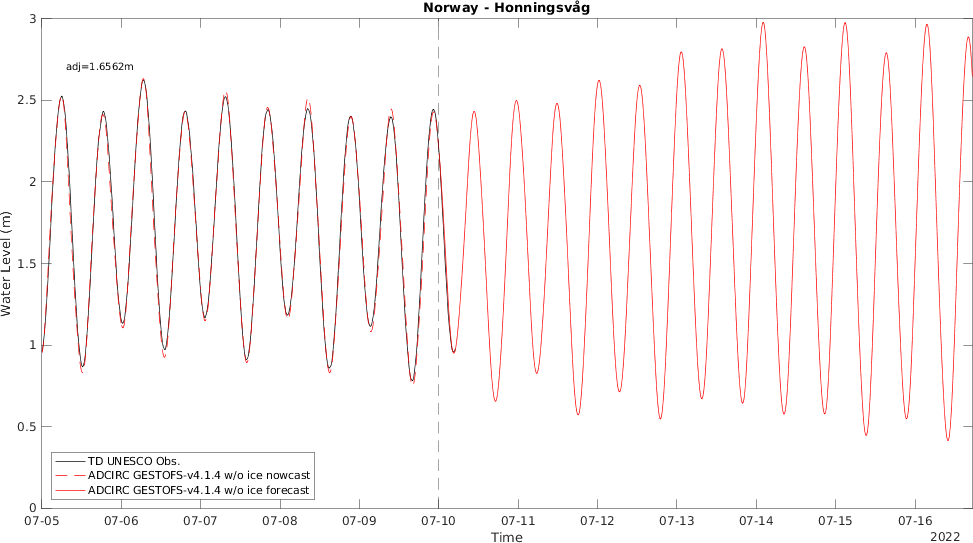 Norway - Honningsvåg
3
adj=1.6562m
2.5
2
1.5
1
0.5
0
Water Level (m)
TD UNESCO Obs.
ADCIRC GESTOFS-v4.1.4 w/o ice nowcast
ADCIRC GESTOFS-v4.1.4 w/o ice forecast
07-05 07-06 07-07 07-08 07-09 07-10 07-11 07-12 07-13 07-14 07-15 07-16
Time
2022